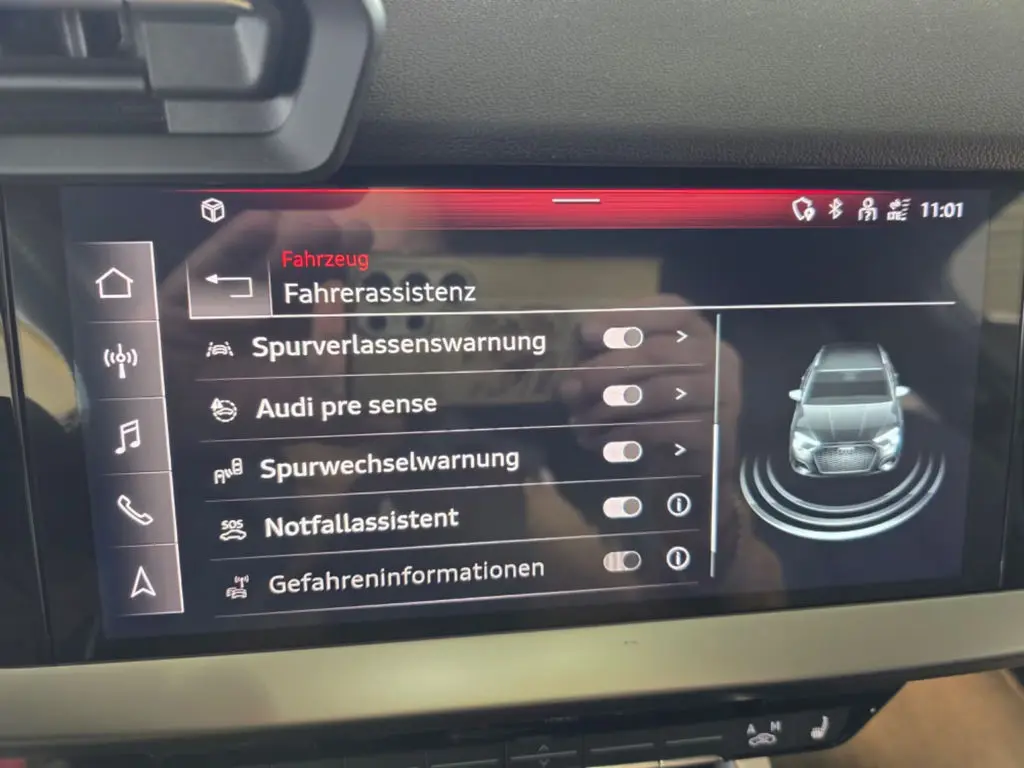 11:01
Fahrzeug
Fahrerassistenz
Spurverlassenswarnung
Audi pre sense
Spurwechselwarnung
SOS
Notfallassistent
Gefahreninformationen
A M